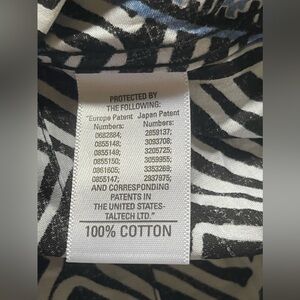 PROTECTED BY
THE FOLLOWING:
"Europe Patent Japan Patent
Numbers: Numbers:
0682884; 2859137;
0855148; 3093708;
0855149; 3205725;
0855150; 3059955;
0861605; 3353269;
0855147; 2937975;
AND CORRESPONDING
PATENTS IN
THE UNITED STATES-
TALTECH LTD."
100% COTTON